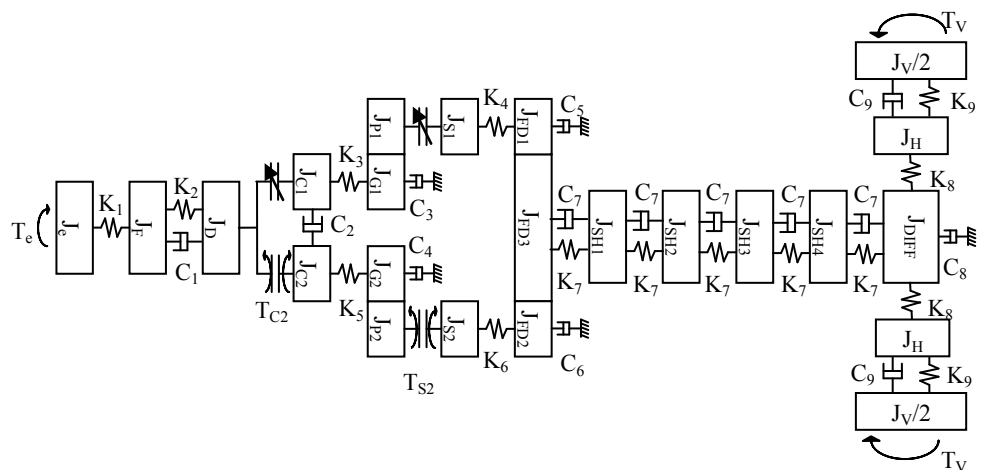 T_V
J_V/2
C_9
K_9
J_H
K_8
K_4
C_5
J_P1
J_S1
J_FD1
K_3
J_C1
J_G1
C_3
K_2
K_1
T_e
J_e
J_F
J_D
C_1
C_2
C_7
C_7
C_7
C_7
C_7
J_FD3
J_SH1
J_SH2
J_SH3
J_SH4
J_DIFF
C_8
K_7
K_7
K_7
K_7
K_7
J_C2
C_4
J_G2
T_C2
K_5
J_P2
J_S2
J_FD2
T_S2
K_6
C_6
K_8
J_H
C_9
K_9
J_V/2
T_V